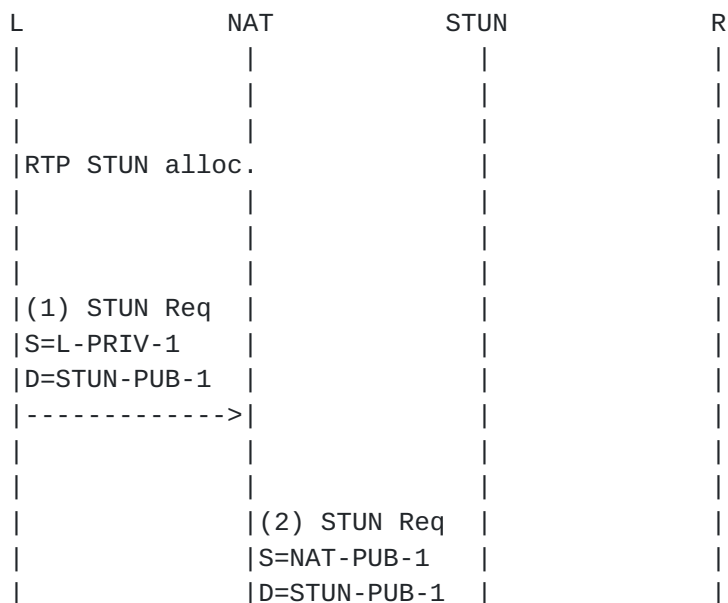 L NAT STUN R
RTP STUN alloc.
(1) STUN Req
S=L-PRIV-1
D=STUN-PUB-1
------------->
(2) STUN Req
S=NAT-PUB-1
D=STUN-PUB-1